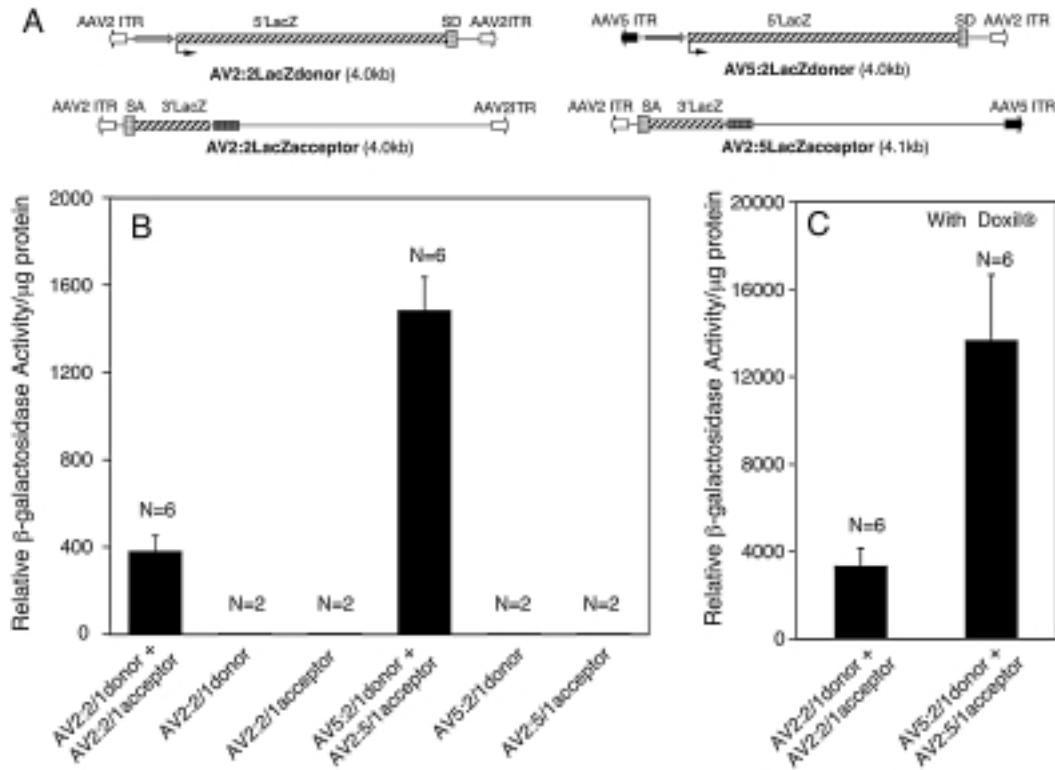 A
AAV2 ITR 5'LacZ SD AAV2ITR
AV2:2LacZdonor (4.0kb)
AAV5 ITR 5'LacZ SD AAV2 ITR
AV5:2LacZdonor (4.0kb)
AAV2 ITR SA 3'LacZ AAV2ITR
AV2:2LacZacceptor (4.0kb)
AAV2 ITR SA 3'LacZ AAV5 ITR
AV2:5LacZacceptor (4.1kb)
B
Relative β-galactosidase Activity/μg protein
2000
1600
1200
800
400
0
N=6
N=2
N=2
N=6
N=2
N=2
AV2:2/1donor +
AV2:2/1acceptor
AV2:2/1donor
AV2:2/1acceptor
AV5:2/1donor +
AV2:5/1acceptor
AV5:2/1donor
AV2:5/1acceptor
C
With Doxil®
Relative β-galactosidase Activity/μg protein
20000
16000
12000
8000
4000
0
N=6
N=6
AV2:2/1donor +
AV2:2/1acceptor
AV5:2/1donor +
AV2:5/1acceptor